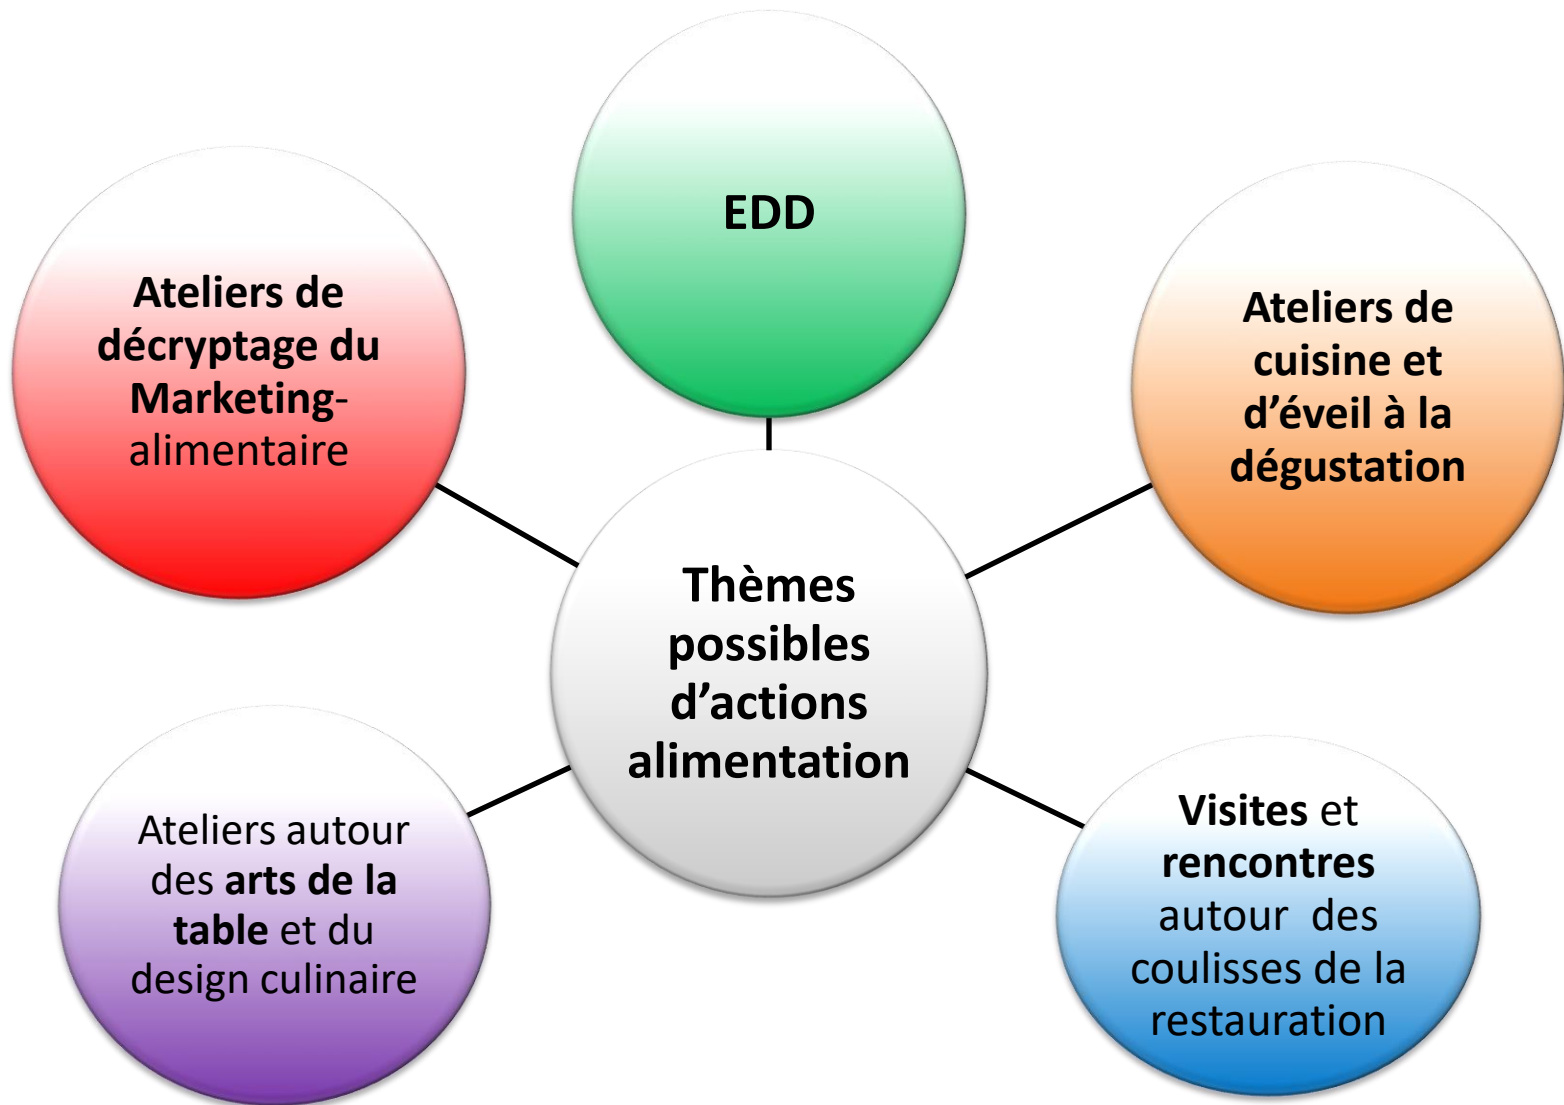 EDD
Ateliers de
décryptage du
Marketing-
alimentaire
Ateliers de
cuisine et
d’éveil à la
dégustation
Thèmes
possibles
d’actions
alimentation
Ateliers autour
des arts de la
table et du
design culinaire
Visites et
rencontres
autour  des
coulisses de la
restauration